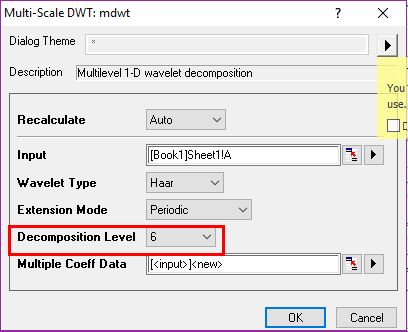 Multi-Scale DWT: mdwt
Dialog Theme *
Description Multilevel 1-D wavelet decomposition
You
use.
Recalculate Auto
Input [Book1]Sheet1!A
Wavelet Type Haar
Extension Mode Periodic
Decomposition Level 6
Multiple Coeff Data [<input>]<new>
OK Cancel